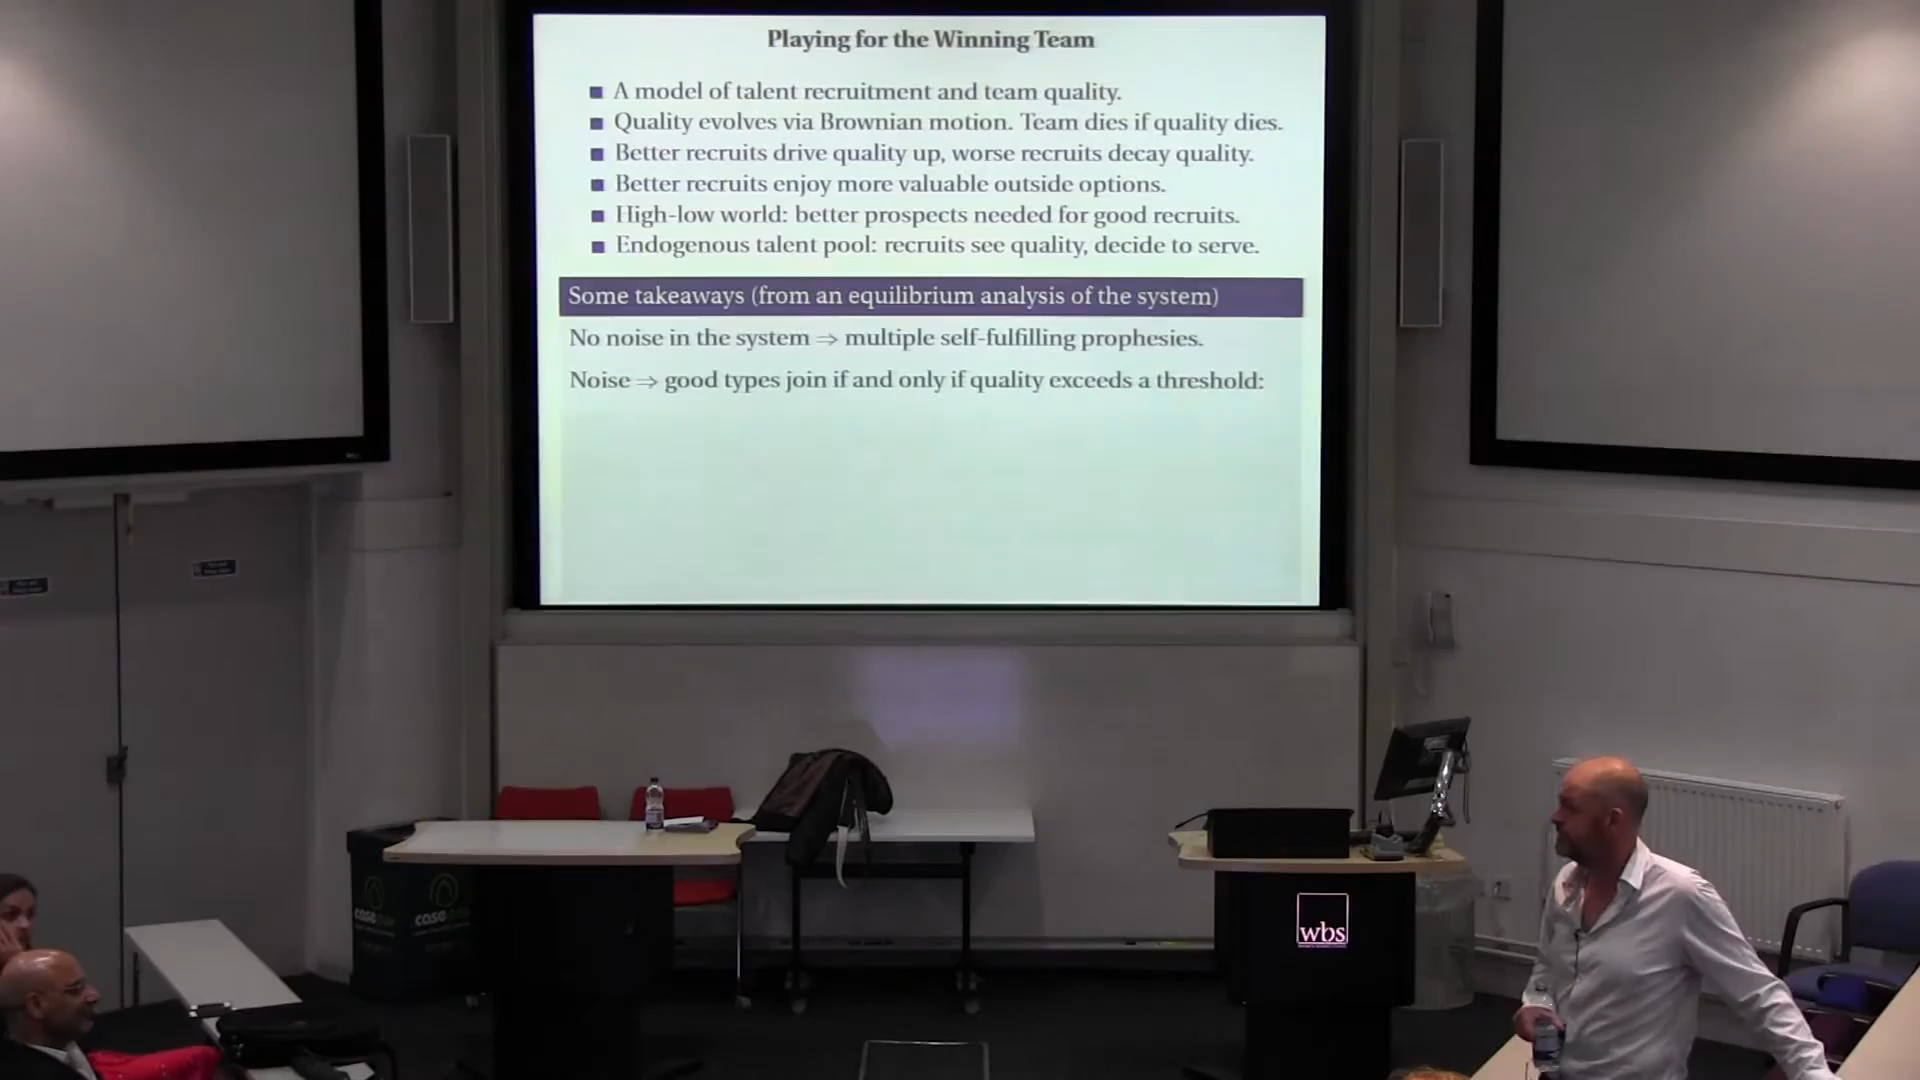 Playing for the Winning Team
A model of talent recruitment and team quality.
Quality evolves via Brownian motion. Team dies if quality dies.
Better recruits drive quality up, worse recruits decay quality.
Better recruits enjoy more valuable outside options.
High-low world: better prospects needed for good recruits.
Endogenous talent pool: recruits see quality, decide to serve.
Some takeaways (from an equilibrium analysis of the system)
No noise in the system ⇒ multiple self-fulfilling prophesies.
Noise ⇒ good types join if and only if quality exceeds a threshold:
wbs